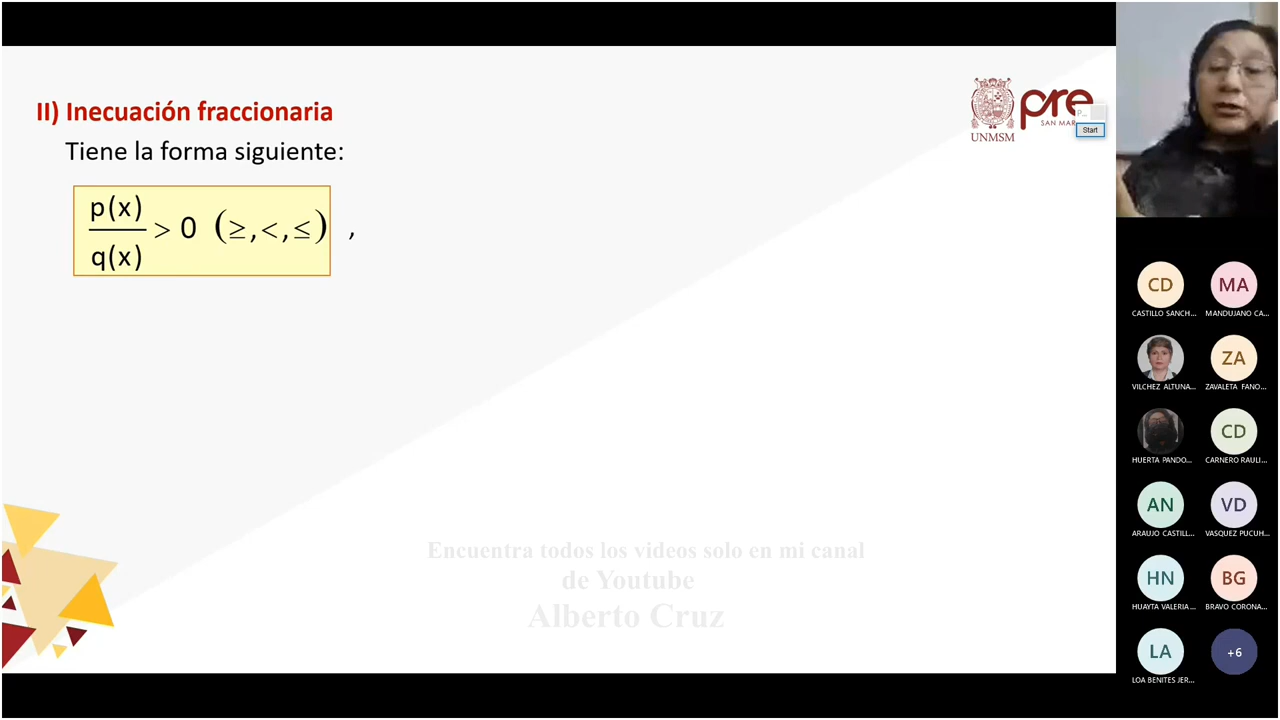 II) Inecuación fraccionaria
Tiene la forma siguiente:
p(x)
q(x)
> 0 (≥,<,≤) ,
UNMSM
pre
SAN MAR
P...
Start
Encuentra todos los videos solo en mi canal
de Youtube
Alberto Cruz
CD
MA
CASTILLO SANCH...
MANDUJANO CA...
ZA
VILCHEZ ALTUNA...
ZAVALETA FANO...
CD
HUERTA PANDO...
CARNERO RAULI...
AN
VD
ARAUJO CASTILL...
VASQUEZ PUCUH...
HN
BG
HUAYTA VALERIA ...
BRAVO CORONA...
LA
+6
LOA BENITES JER...